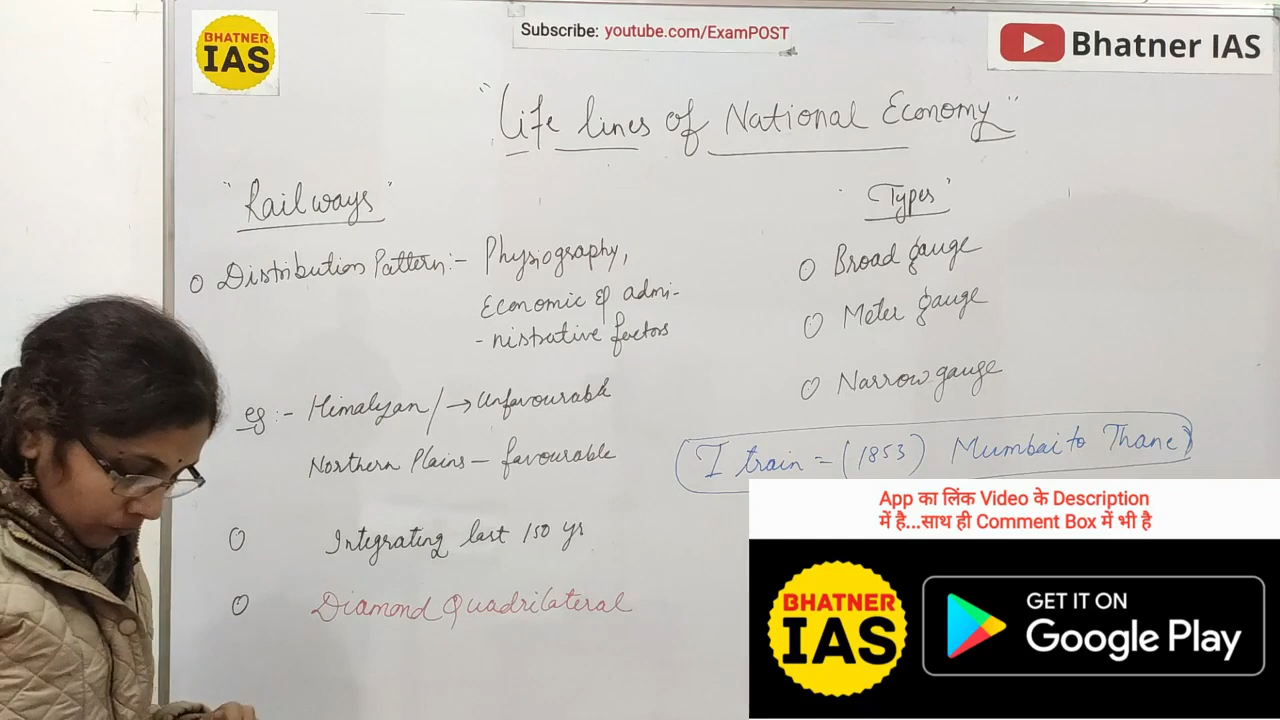 BHATNER
IAS
Subscribe: youtube.com/ExamPOST
Bhatner IAS
"Life lines of National Economy"
"Railways"
O Distribution Pattern:- Physiography,
Economic & admi-
- nistrative factors
eg:- Himalyan/ → Unfavourable
Northern Plains – favourable
O Integrating last 150 yr
O Diamond Quadrilateral
"Types"
O Broad gauge
O Meter gauge
O Narrow gauge
I train = (1853) Mumbai to Thane
App का लिंक Video के Description
में है...साथ ही Comment Box में भी है
BHATNER
IAS
GET IT ON
Google Play